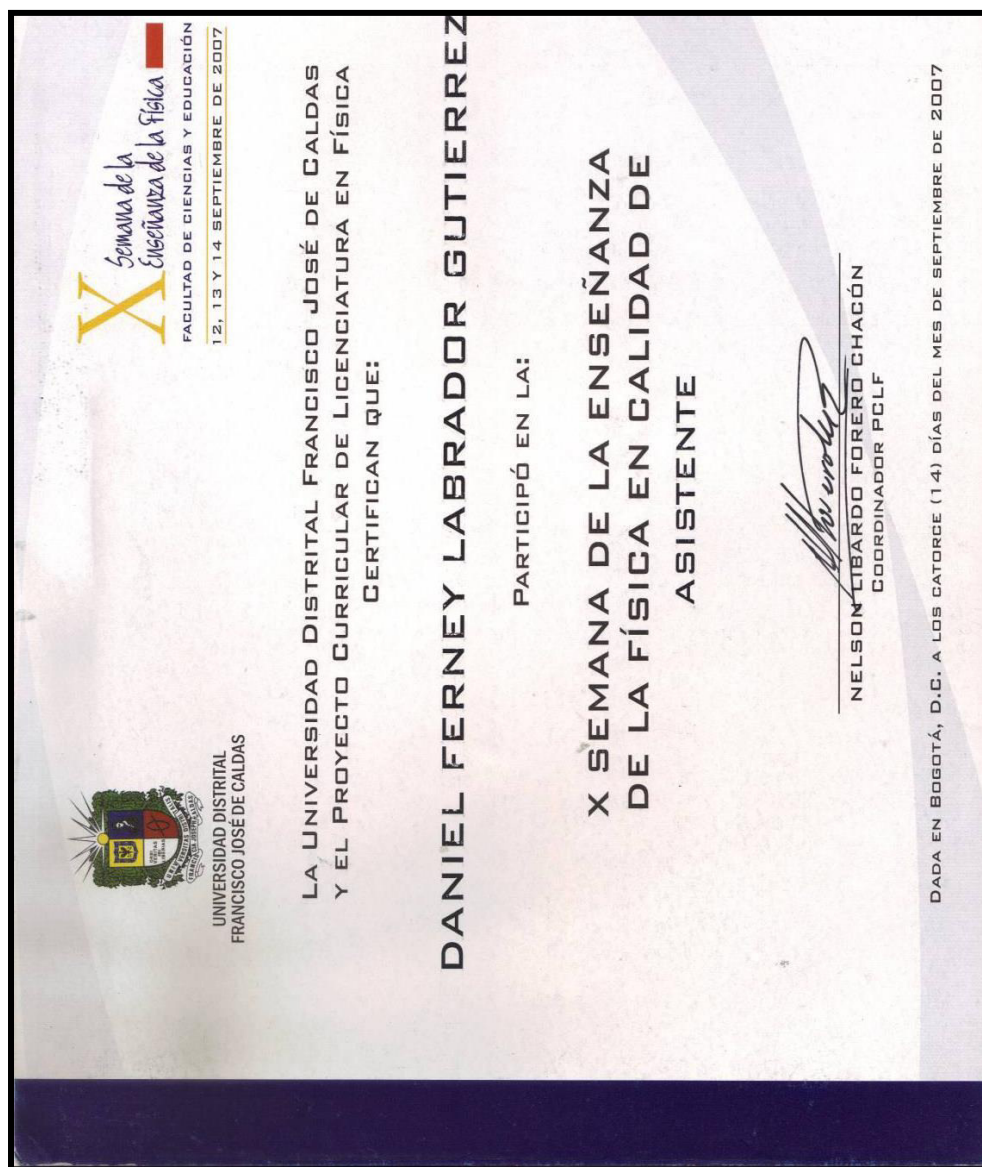 UNIVERSIDAD DISTRITAL
FRANCISCO JOSÉ DE CALDAS
X Semana de la
Enseñanza de la Física
FACULTAD DE CIENCIAS Y EDUCACIÓN
12, 13 Y 14 SEPTIEMBRE DE 2007
LA UNIVERSIDAD DISTRITAL FRANCISCO JOSÉ DE CALDAS
Y EL PROYECTO CURRICULAR DE LICENCIATURA EN FÍSICA
CERTIFICAN QUE:
DANIEL FERNEY LABRADOR GUTIERREZ
PARTICIPÓ EN LA:
X SEMANA DE LA ENSEÑANZA
DE LA FÍSICA EN CALIDAD DE
ASISTENTE
NELSON LIBARDO FORERO CHACÓN
COORDINADOR PCLF
DADA EN BOGOTÁ, D.C. A LOS CATORCE (14) DÍAS DEL MES DE SEPTIEMBRE DE 2007